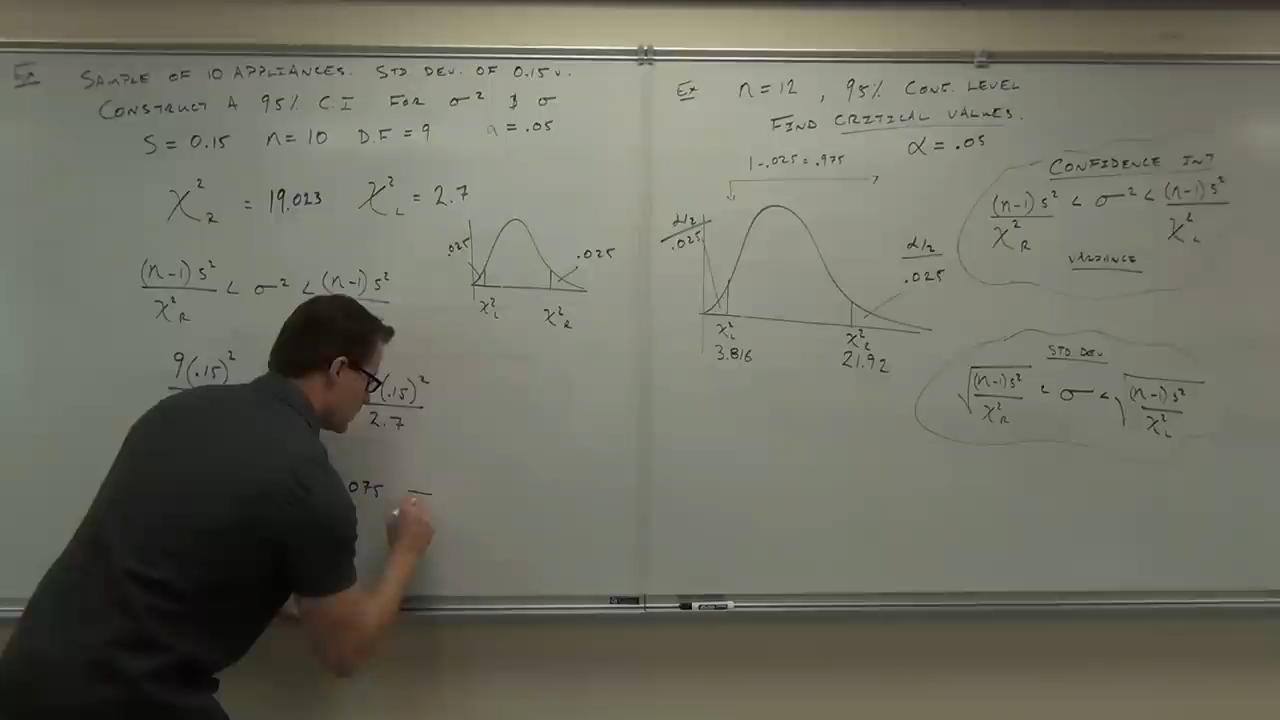 Ex SAMPLE OF 10 APPLIANCES. STD DEV. OF 0.15 v.
CONSTRUCT A 95% C.I FOR σ² & σ
S = 0.15 n = 10 D.F = 9 α = .05
χ²R = 19.023 χ²L = 2.7
.025 .025
χ²L χ²R
(n-1)s²/χ²R < σ² < (n-1)s²
9(.15)²
(.15)²/2.7
075
Ex n = 12 , 95% CONF. LEVEL
FIND CRITICAL VALUES.
α = .05
1-.025 = .975
α/2 .025
α/2 .025
χ²L χ²R
3.816 21.92
CONFIDENCE INT
(n-1)s²/χ²R < σ² < (n-1)s²/χ²L
VARIANCE
STD DEV
√(n-1)s²/χ²R < σ < √(n-1)s²/χ²L